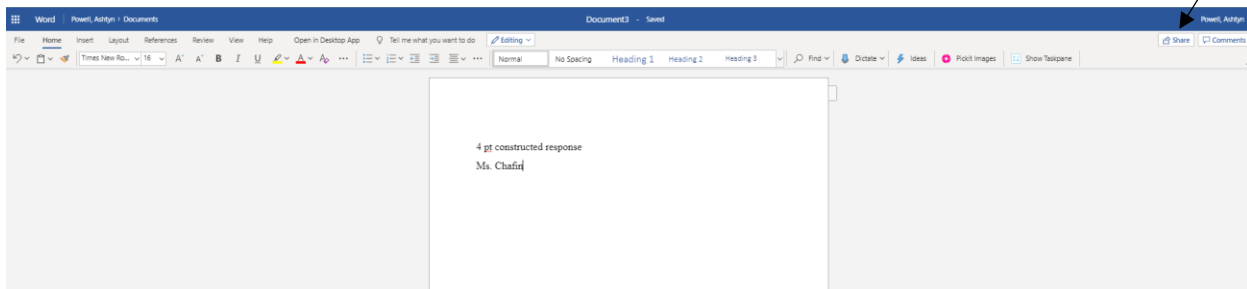 Word Powell, Ashtyn > Documents Document3 - Saved Powell, Ashtyn
File Home Insert Layout References Review View Help Open in Desktop App Tell me what you want to do Editing Share Comments
Times New Ro... 16 A^ A˅ B I U A A ... ... Normal No Spacing Heading 1 Heading 2 Heading 3 Find Dictate Ideas Pickit Images Show Taskpane
4 pt constructed response
Ms. Chafin